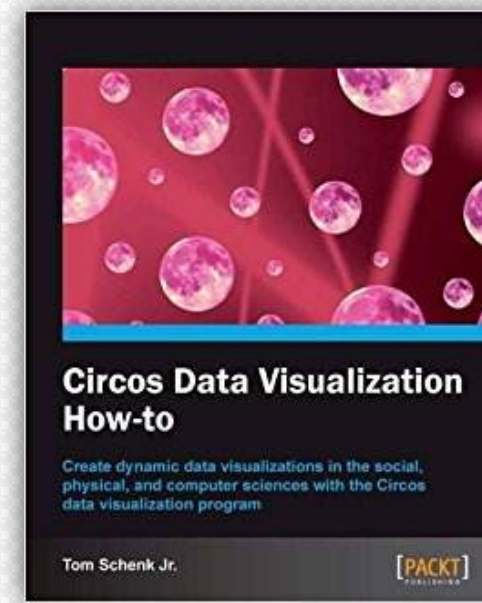 Circos Data Visualization
How-to
Create dynamic data visualizations in the social,
physical, and computer sciences with the Circos
data visualization program
Tom Schenk Jr.
[PACKT]
PUBLISHING